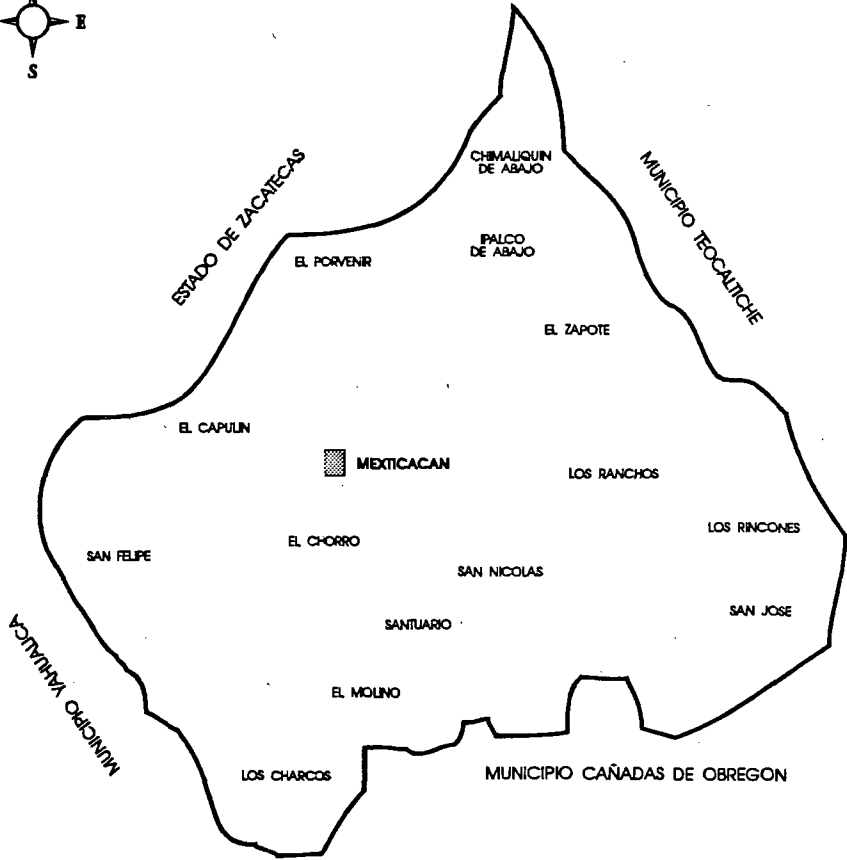 E
S
CHIMALIQUIN
DE ABAJO
ESTADO DE ZACATECAS
MUNICIPIO TEOCALTICHE
IPALCO
DE ABAJO
EL PORVENIR
EL ZAPOTE
EL CAPULIN
MEXTICACAN
LOS RANCHOS
LOS RINCONES
EL CHORRO
SAN FELIPE
SAN NICOLAS
SAN JOSE
SANTUARIO
MUNICIPIO YAHUALICA
EL MOLINO
LOS CHARCOS
MUNICIPIO CAÑADAS DE OBREGON